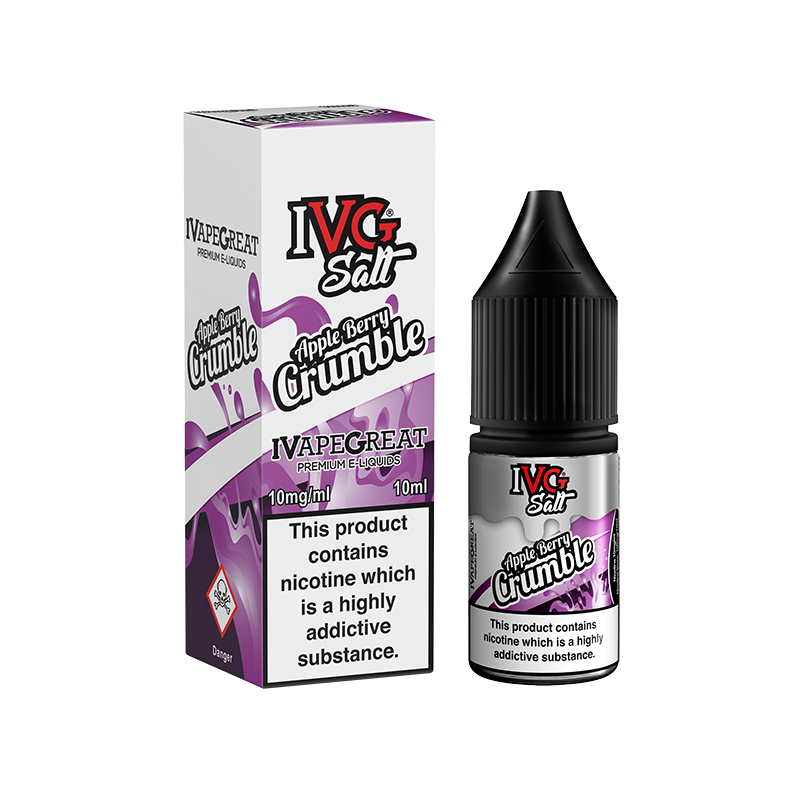 IVG®
Salt
Apple Berry
Crumble
IVAPEGREAT
PREMIUM E-LIQUIDS
10mg/ml 10ml
This product
contains
nicotine which
is a highly
addictive
substance.
IVAPEGREAT
PREMIUM E-LIQUIDS
Apple Berry
Crumble
Danger
IVG
Salt
Apple Berry
Crumble
IVAPEGREAT
This product contains
nicotine which is a highly
addictive substance.